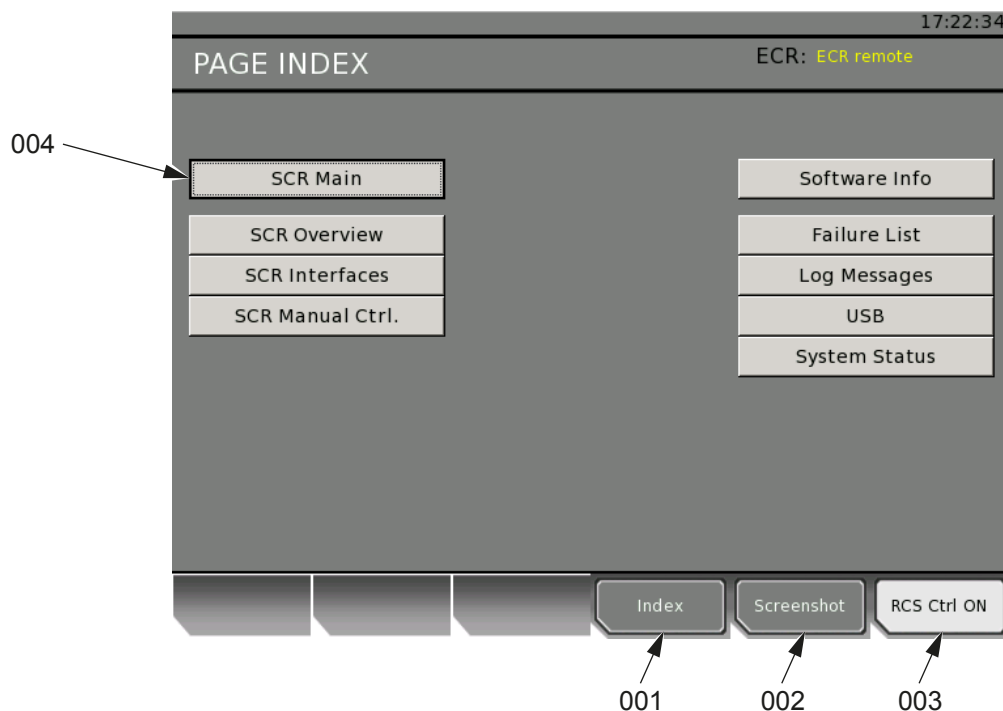 17:22:34
PAGE INDEX
ECR: ECR remote
004
SCR Main
Software Info
SCR Overview
Failure List
SCR Interfaces
Log Messages
SCR Manual Ctrl.
USB
System Status
Index
Screenshot
RCS Ctrl ON
001
002
003